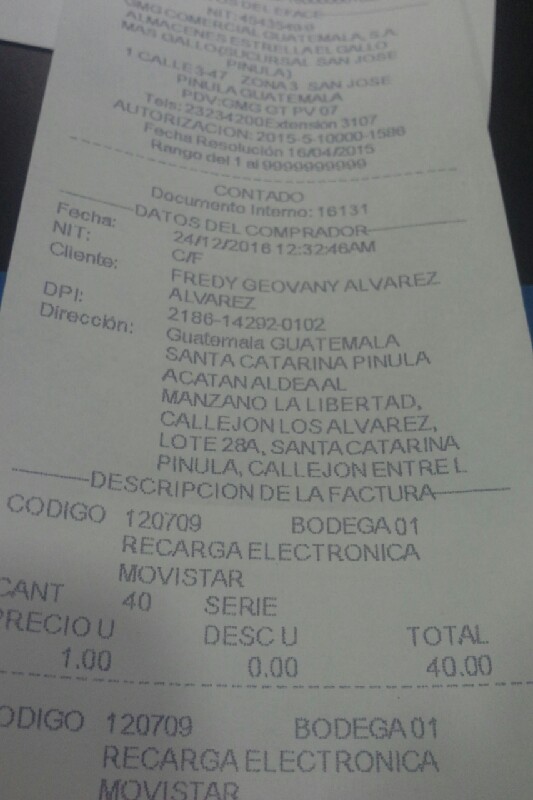 OS DEL EFACE
NIT: 4543549-5
GMG COMERCIAL GUATEMALA, S.A
ALMACENES ESTRELLA EL GALLO
MAS GALLO(SUCURSAL SAN JOSE
PINULA)
1 CALLE 3-47 ZONA 3 SAN JOSE
PINULA GUATEMALA
PDV:GMG GT PV 07
Tels: 23234200Extension 3107
AUTORIZACION: 2015-5-10000-1586
Fecha Resolución 16/04/2015
Rango del 1 al 9999999999
CONTADO
Documento Interno: 16131
DATOS DEL COMPRADOR
Fecha: 24/12/2016 12:32:46AM
NIT: C/F
Cliente: FREDY GEOVANY ALVAREZ
ALVAREZ
DPI: 2186-14292-0102
Dirección: Guatemala GUATEMALA
SANTA CATARINA PINULA
ACATAN ALDEA AL
MANZANO LA LIBERTAD,
CALLEJON LOS ALVAREZ,
LOTE 28A, SANTA CATARINA
PINULA, CALLEJON ENTRE L
DESCRIPCION DE LA FACTURA
CODIGO 120709 BODEGA 01
RECARGA ELECTRONICA
MOVISTAR
CANT 40 SERIE
PRECIO U DESC U TOTAL
1.00 0.00 40.00
ODIGO 120709 BODEGA 01
RECARGA ELECTRONICA
MOVISTAR